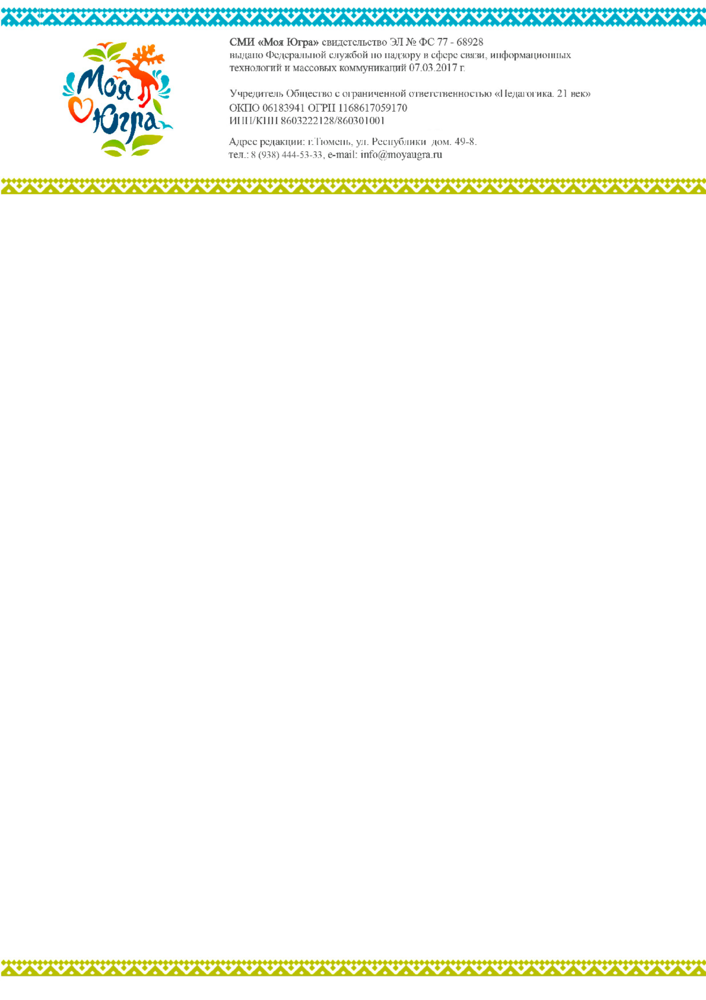 Моя
Югра
СМИ «Моя Югра» свидетельство ЭЛ № ФС 77 - 68928
выдано Федеральной службой по надзору в сфере связи, информационных
технологий и массовых коммуникаций 07.03.2017 г.
Учредитель Общество с ограниченной ответственностью «Педагогика. 21 век»
ОКПО 06183941 ОГРН 1168617059170
ИНН/КПП 8603222128/860301001
Адрес редакции: г.Тюмень, ул. Республики дом. 49-8.
тел.: 8 (938) 444-53-33, e-mail: info@moyaugra.ru